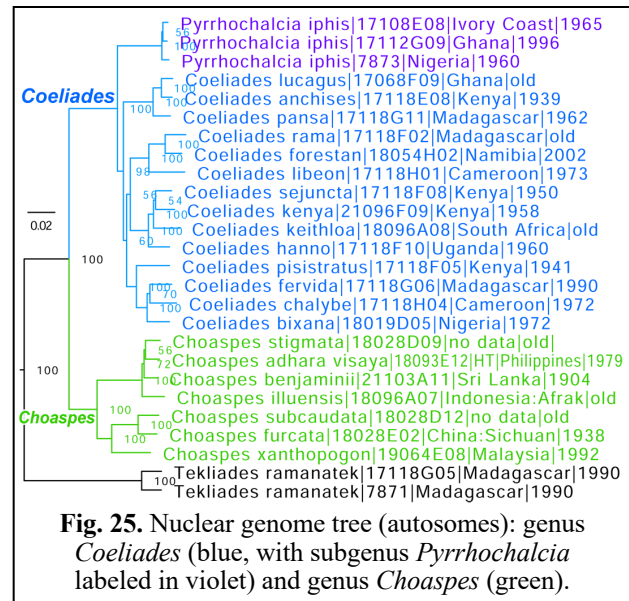 Pyrrhochalcia iphis|17108E08|Ivory Coast|1965
56
Pyrrhochalcia iphis|17112G09|Ghana|1996
100
Pyrrhochalcia iphis|7873|Nigeria|1960
Coeliades lucagus|17068F09|Ghana|old
100
Coeliades
Coeliades anchises|17118E08|Kenya|1939
100
Coeliades pansa|17118G11|Madagascar|1962
Coeliades rama|17118F02|Madagascar|old
100
Coeliades forestan|18054H02|Namibia|2002
98
Coeliades libeon|17118H01|Cameroon|1973
Coeliades sejuncta|17118F08|Kenya|1950
56
54
0.02
Coeliades kenya|21096F09|Kenya|1958
100
Coeliades keithloa|18096A08|South Africa|old
100
60
Coeliades hanno|17118F10|Uganda|1960
100
Coeliades pisistratus|17118F05|Kenya|1941
Coeliades fervida|17118G06|Madagascar|1990
100
70
Coeliades chalybe|17118H04|Cameroon|1972
100
Coeliades bixana|18019D05|Nigeria|1972
Choaspes stigmata|18028D09|no data|old|
56
Choaspes adhara visaya|18093E12|HT|Philippines|1979
72
100
Choaspes benjaminii|21103A11|Sri Lanka|1904
100
Choaspes illuensis|18096A07|Indonesia:Afrak|old
Choaspes
100
Choaspes subcaudata|18028D12|no data|old
100
Choaspes furcata|18028E02|China:Sichuan|1938
100
Choaspes xanthopogon|19064E08|Malaysia|1992
Tekliades ramanatek|17118G05|Madagascar|1990
100
Tekliades ramanatek|7871|Madagascar|1990
Fig. 25. Nuclear genome tree (autosomes): genus
Coeliades (blue, with subgenus Pyrrhochalcia
labeled in violet) and genus Choaspes (green).